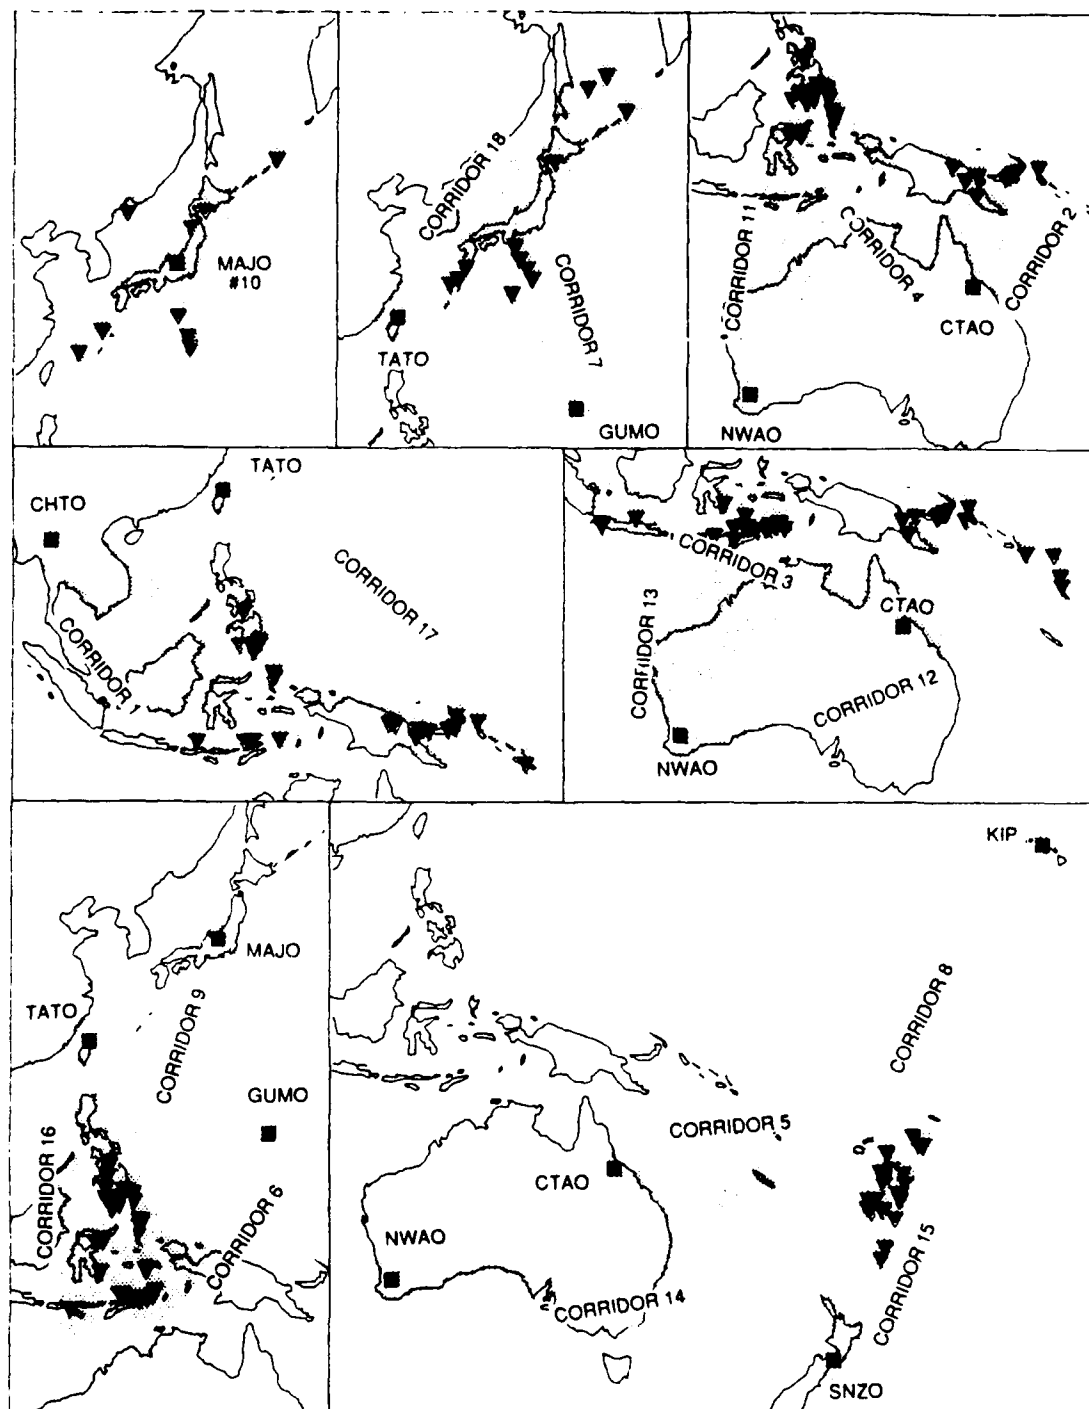 MAJO
#10
CORRIDOR 18
CORRIDOR 7
TATO
GUMO
CORRIDOR 11
CORRIDOR 4
CORRIDOR 2
CTAO
NWAO
TATO
CHTO
CORRIDOR 17
CORRIDOR
CORRIDOR 3
CORRIDOR 13
CTAO
CORRIDOR 12
NWAO
MAJO
TATO
CORRIDOR 9
GUMO
CORRIDOR 16
CORRIDOR 6
KIP
CORRIDOR 8
CORRIDOR 5
CTAO
NWAO
CORRIDOR 14
CORRIDOR 15
SNZO